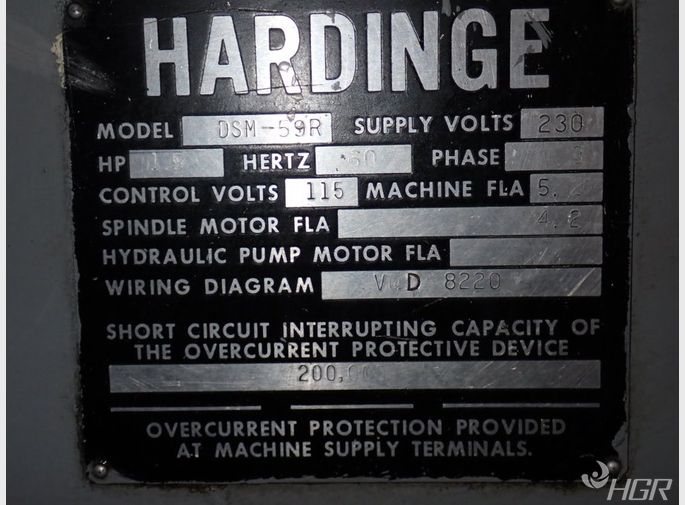 HARDINGE
MODEL DSM-59R SUPPLY VOLTS 230
HP HERTZ 60 PHASE 3
CONTROL VOLTS 115 MACHINE FLA
SPINDLE MOTOR FLA 4.2
HYDRAULIC PUMP MOTOR FLA
WIRING DIAGRAM D 8220
SHORT CIRCUIT INTERRUPTING CAPACITY OF
THE OVERCURRENT PROTECTIVE DEVICE
OVERCURRENT PROTECTION PROVIDED
AT MACHINE SUPPLY TERMINALS.
HGR